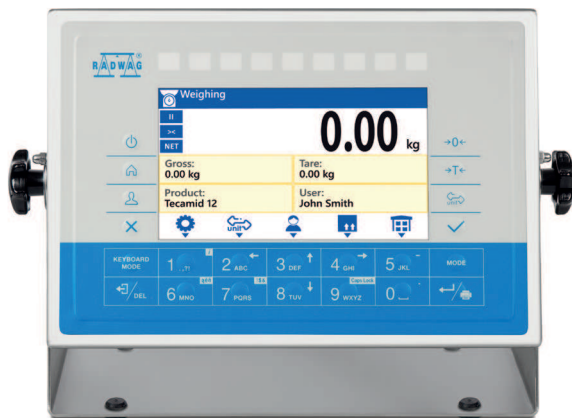 RADWAG®
Weighing
II
><
NET
0.00 kg
Gross:
0.00 kg
Tare:
0.00 kg
Product:
Tecamid 12
User:
John Smith
unit
→0←
→T←
unit
KEYBOARD MODE
1 .,?!
2 ABC
3 DEF
4 GHI
5 JKL
MODE
DEL
6 MNO
7 PQRS
8 TUV
Caps Lock
9 WXYZ
0